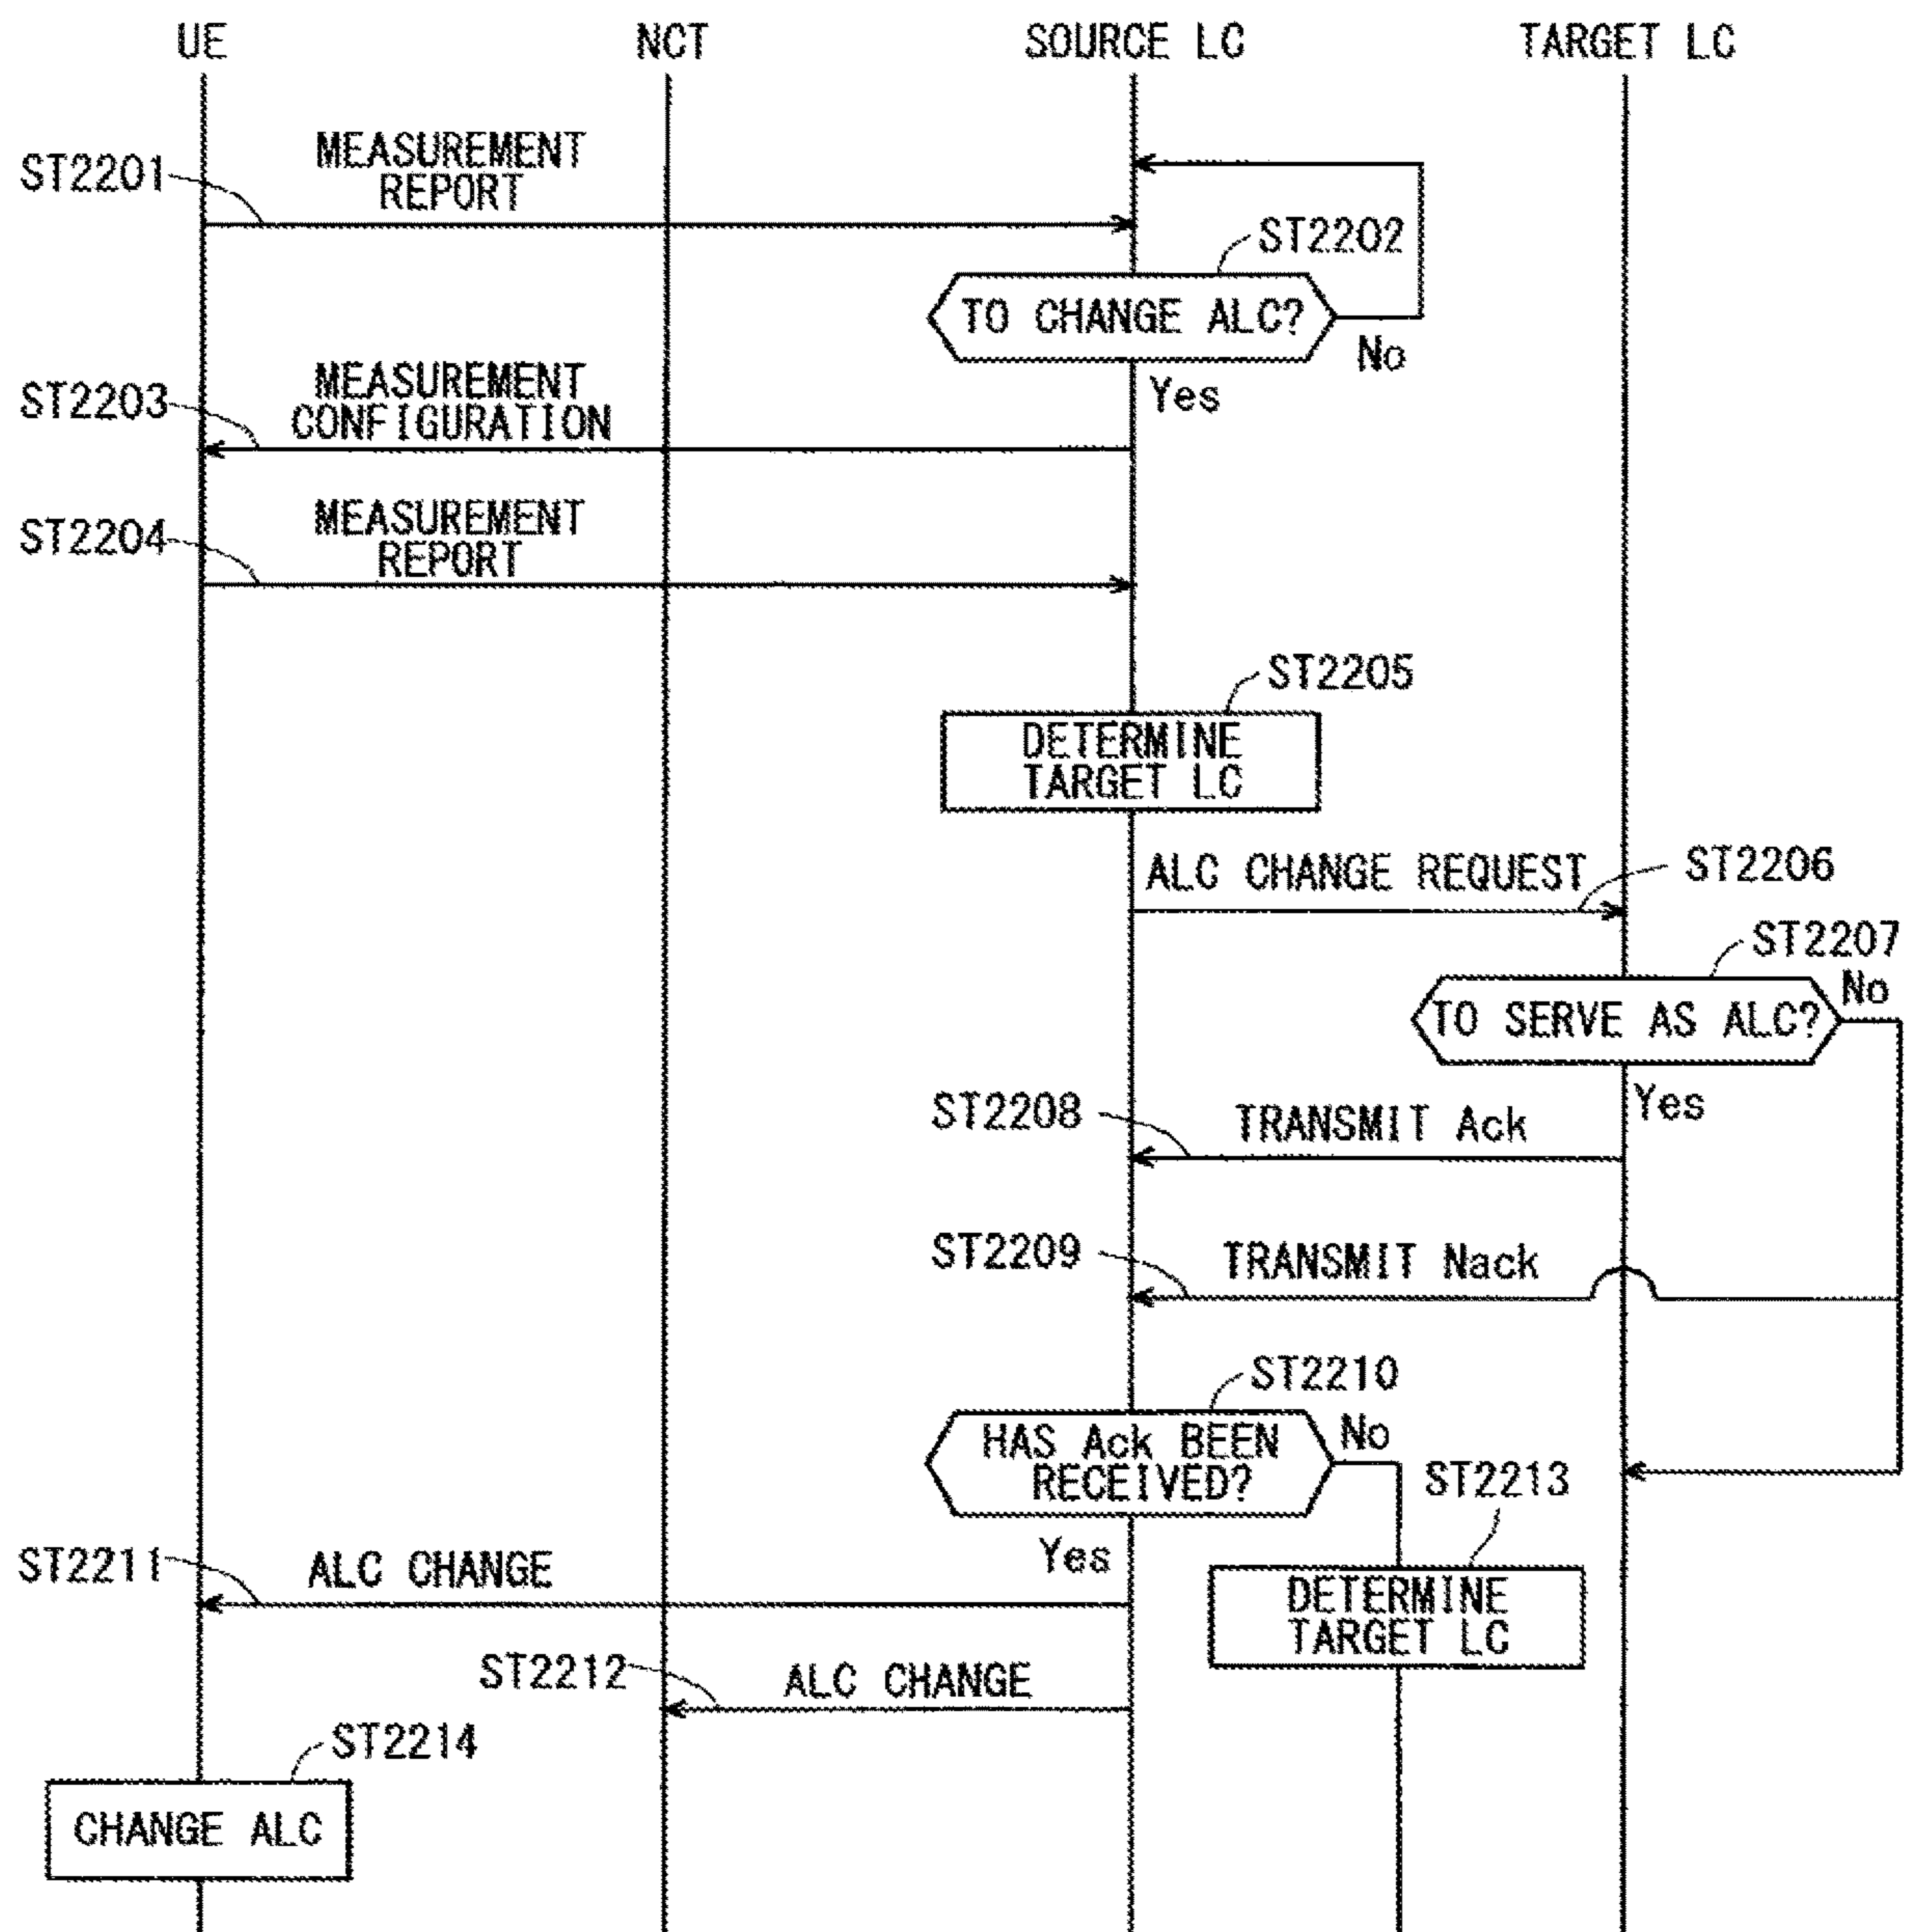 UE
NCT
SOURCE LC
TARGET LC
ST2201
MEASUREMENT
REPORT
ST2202
TO CHANGE ALC?
No
Yes
ST2203
MEASUREMENT
CONFIGURATION
ST2204
MEASUREMENT
REPORT
ST2205
DETERMINE
TARGET LC
ALC CHANGE REQUEST
ST2206
ST2207
TO SERVE AS ALC?
No
Yes
ST2208
TRANSMIT Ack
ST2209
TRANSMIT Nack
ST2210
HAS Ack BEEN
RECEIVED?
No
Yes
ST2213
DETERMINE
TARGET LC
ST2211
ALC CHANGE
ST2212
ALC CHANGE
ST2214
CHANGE ALC